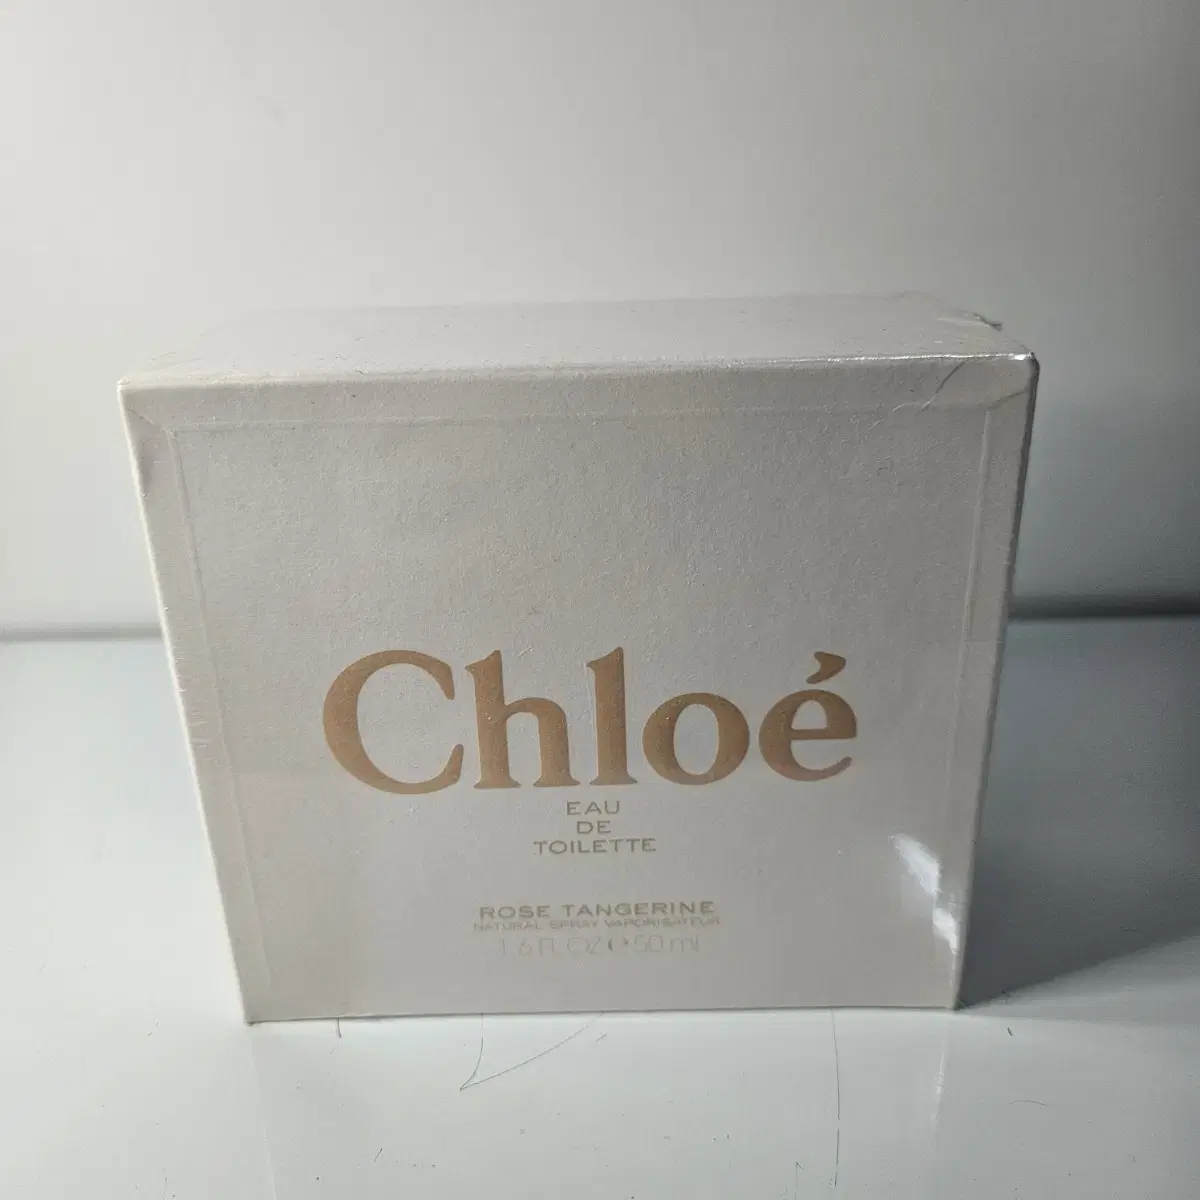 Chloé
EAU
DE
TOILETTE
ROSE TANGERINE
NATURAL SPRAY VAPORISATEUR
1.6 FL OZ ℮ 50 ml